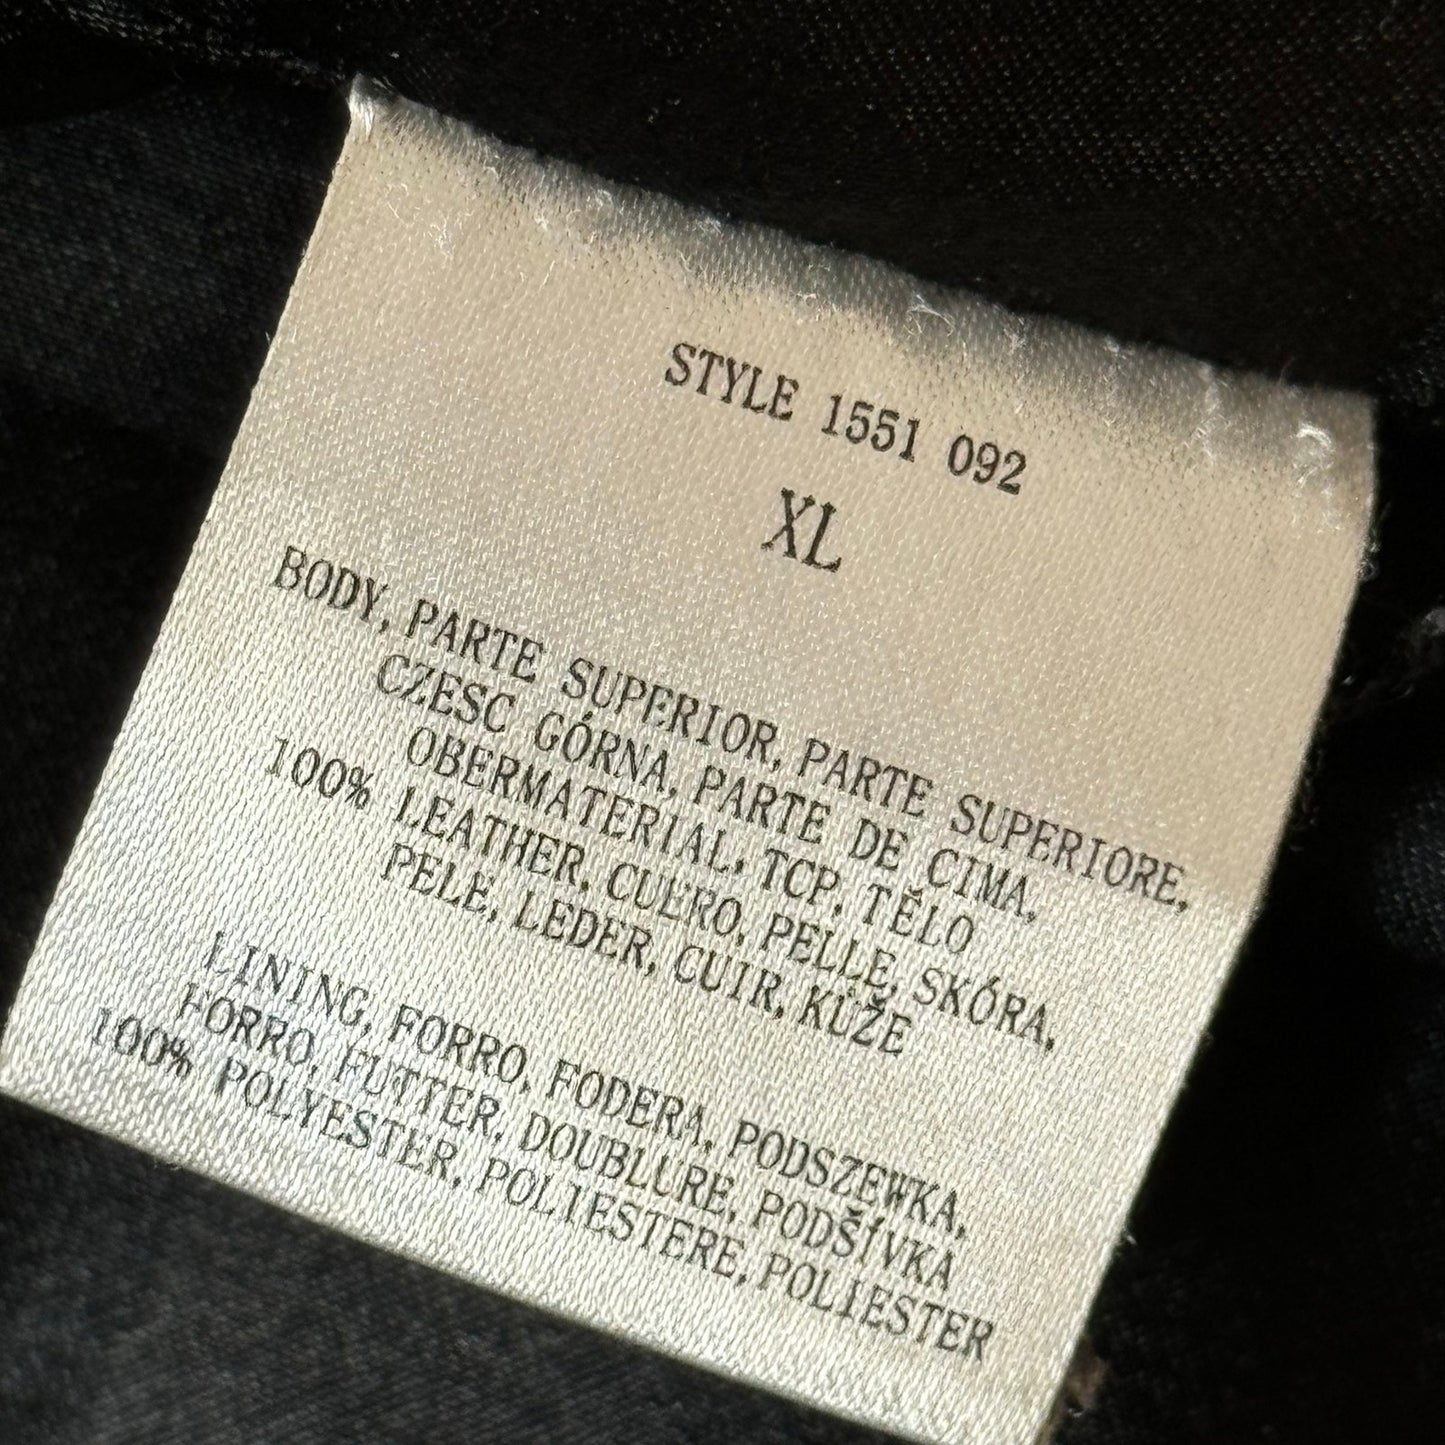 STYLE 1551 092
XL
BODY, PARTE SUPERIOR, PARTE SUPERIORE,
CZESC GÓRNA, PARTE DE CIMA,
OBERMATERIAL, TCP, TĚLO
100% LEATHER, CUERO, PELLE, SKÓRA,
PELE, LEDER, CUIR, KŮŽE
LINING, FORRO, FODERA, PODSZEWKA,
FORRO, FUTTER, DOUBLURE, PODŠÍVKA
100% POLYESTER, POLIESTERE, POLIESTER